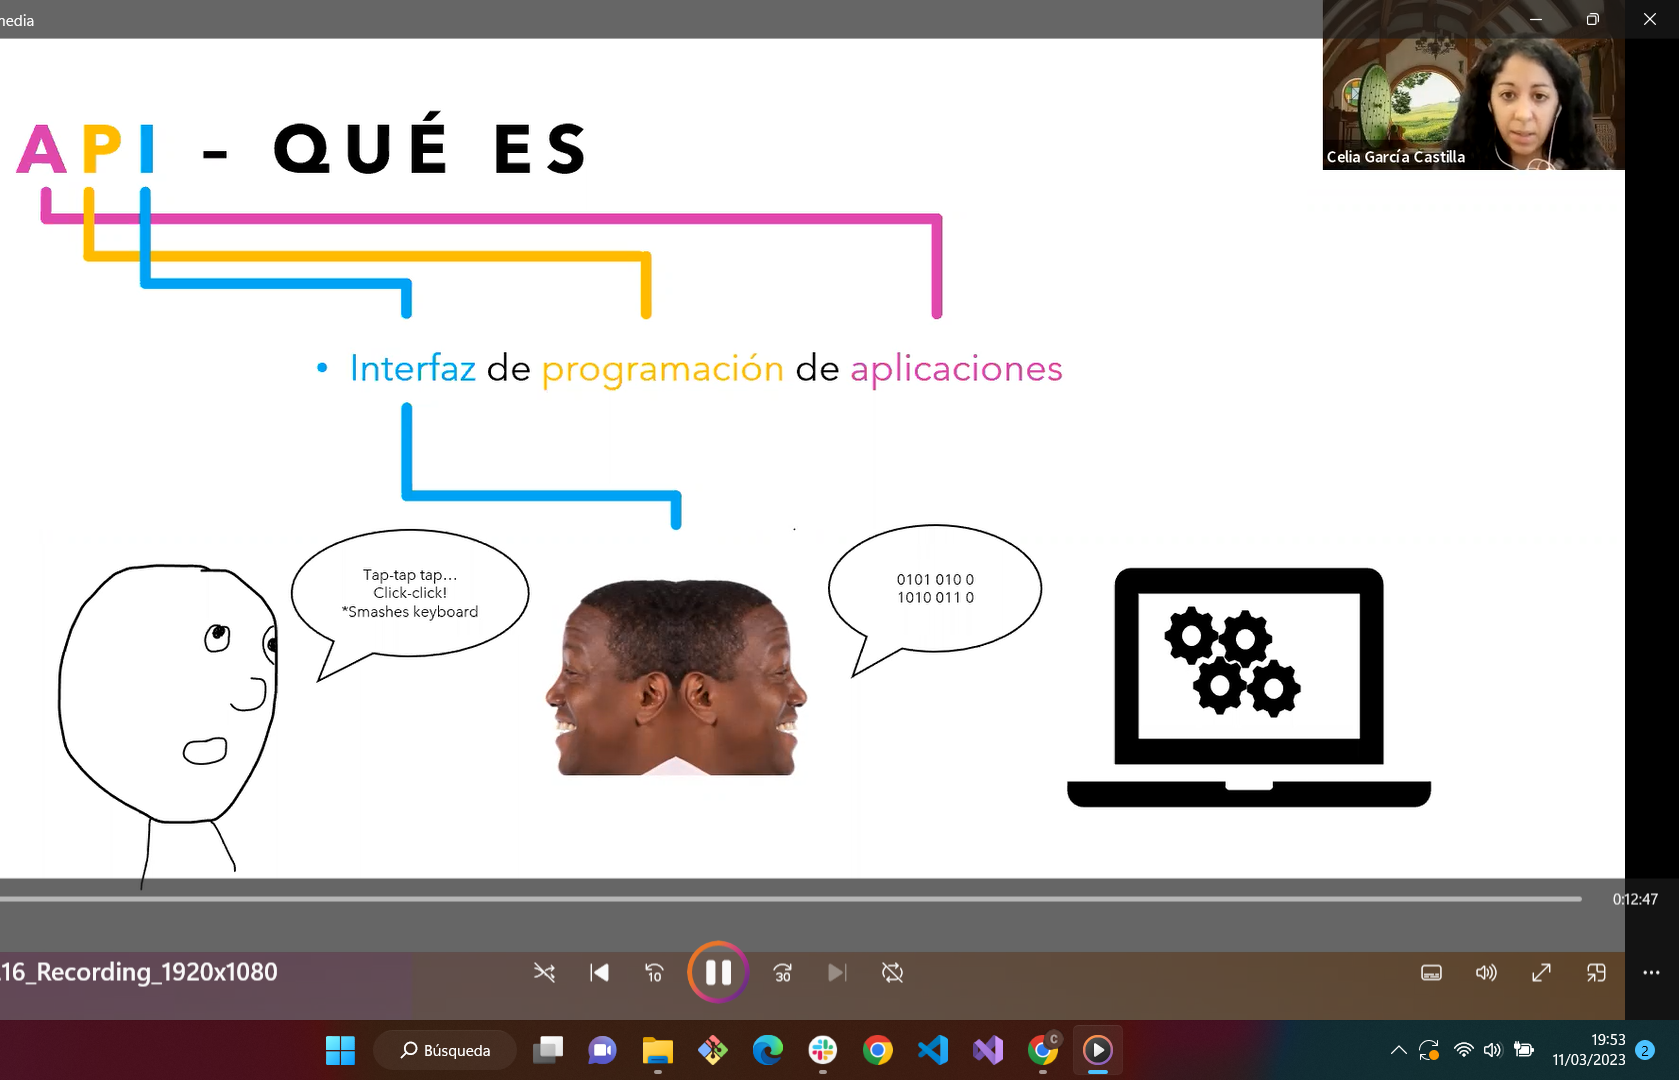 media
Celia García Castilla
API - QUÉ ES
• Interfaz de programación de aplicaciones
Tap-tap tap...
Click-click!
*Smashes keyboard
0101 010 0
1010 011 0
0:12:47
16_Recording_1920x1080
10
30
Búsqueda
C
19:53
11/03/2023
2